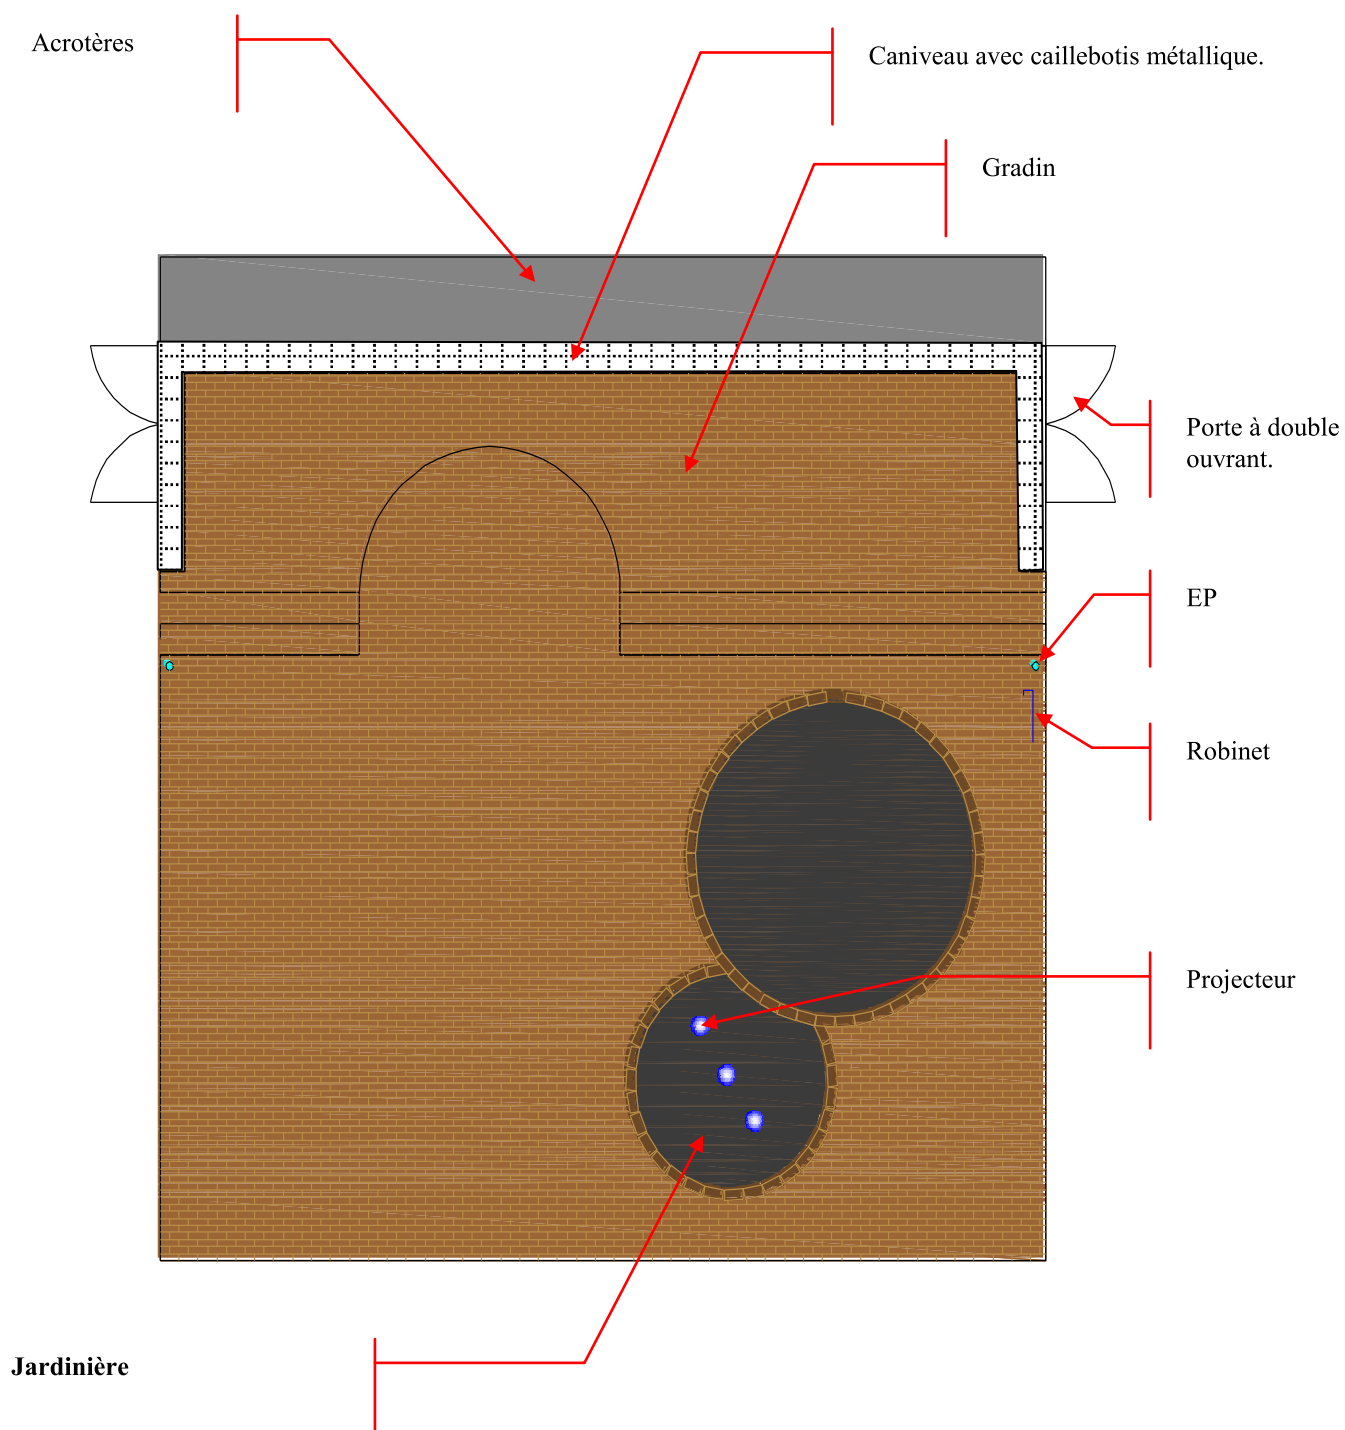 Acrotères
Caniveau avec caillebotis métallique.
Gradin
Porte à double
ouvrant.
EP
Robinet
Projecteur
Jardinière